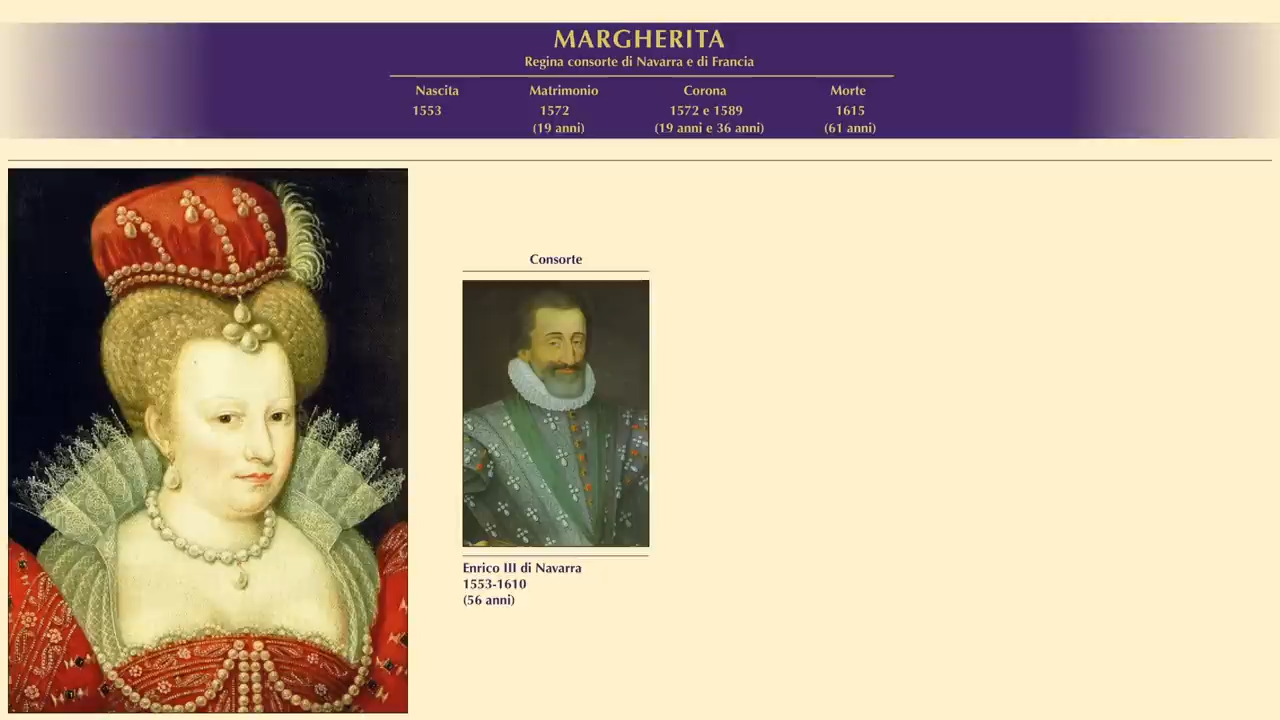 MARGHERITA
Regina consorte di Navarra e di Francia
Nascita Matrimonio Corona Morte
1553 1572 1572 e 1589 1615
(19 anni) (19 anni e 36 anni) (61 anni)
Consorte
Enrico III di Navarra
1553-1610
(56 anni)